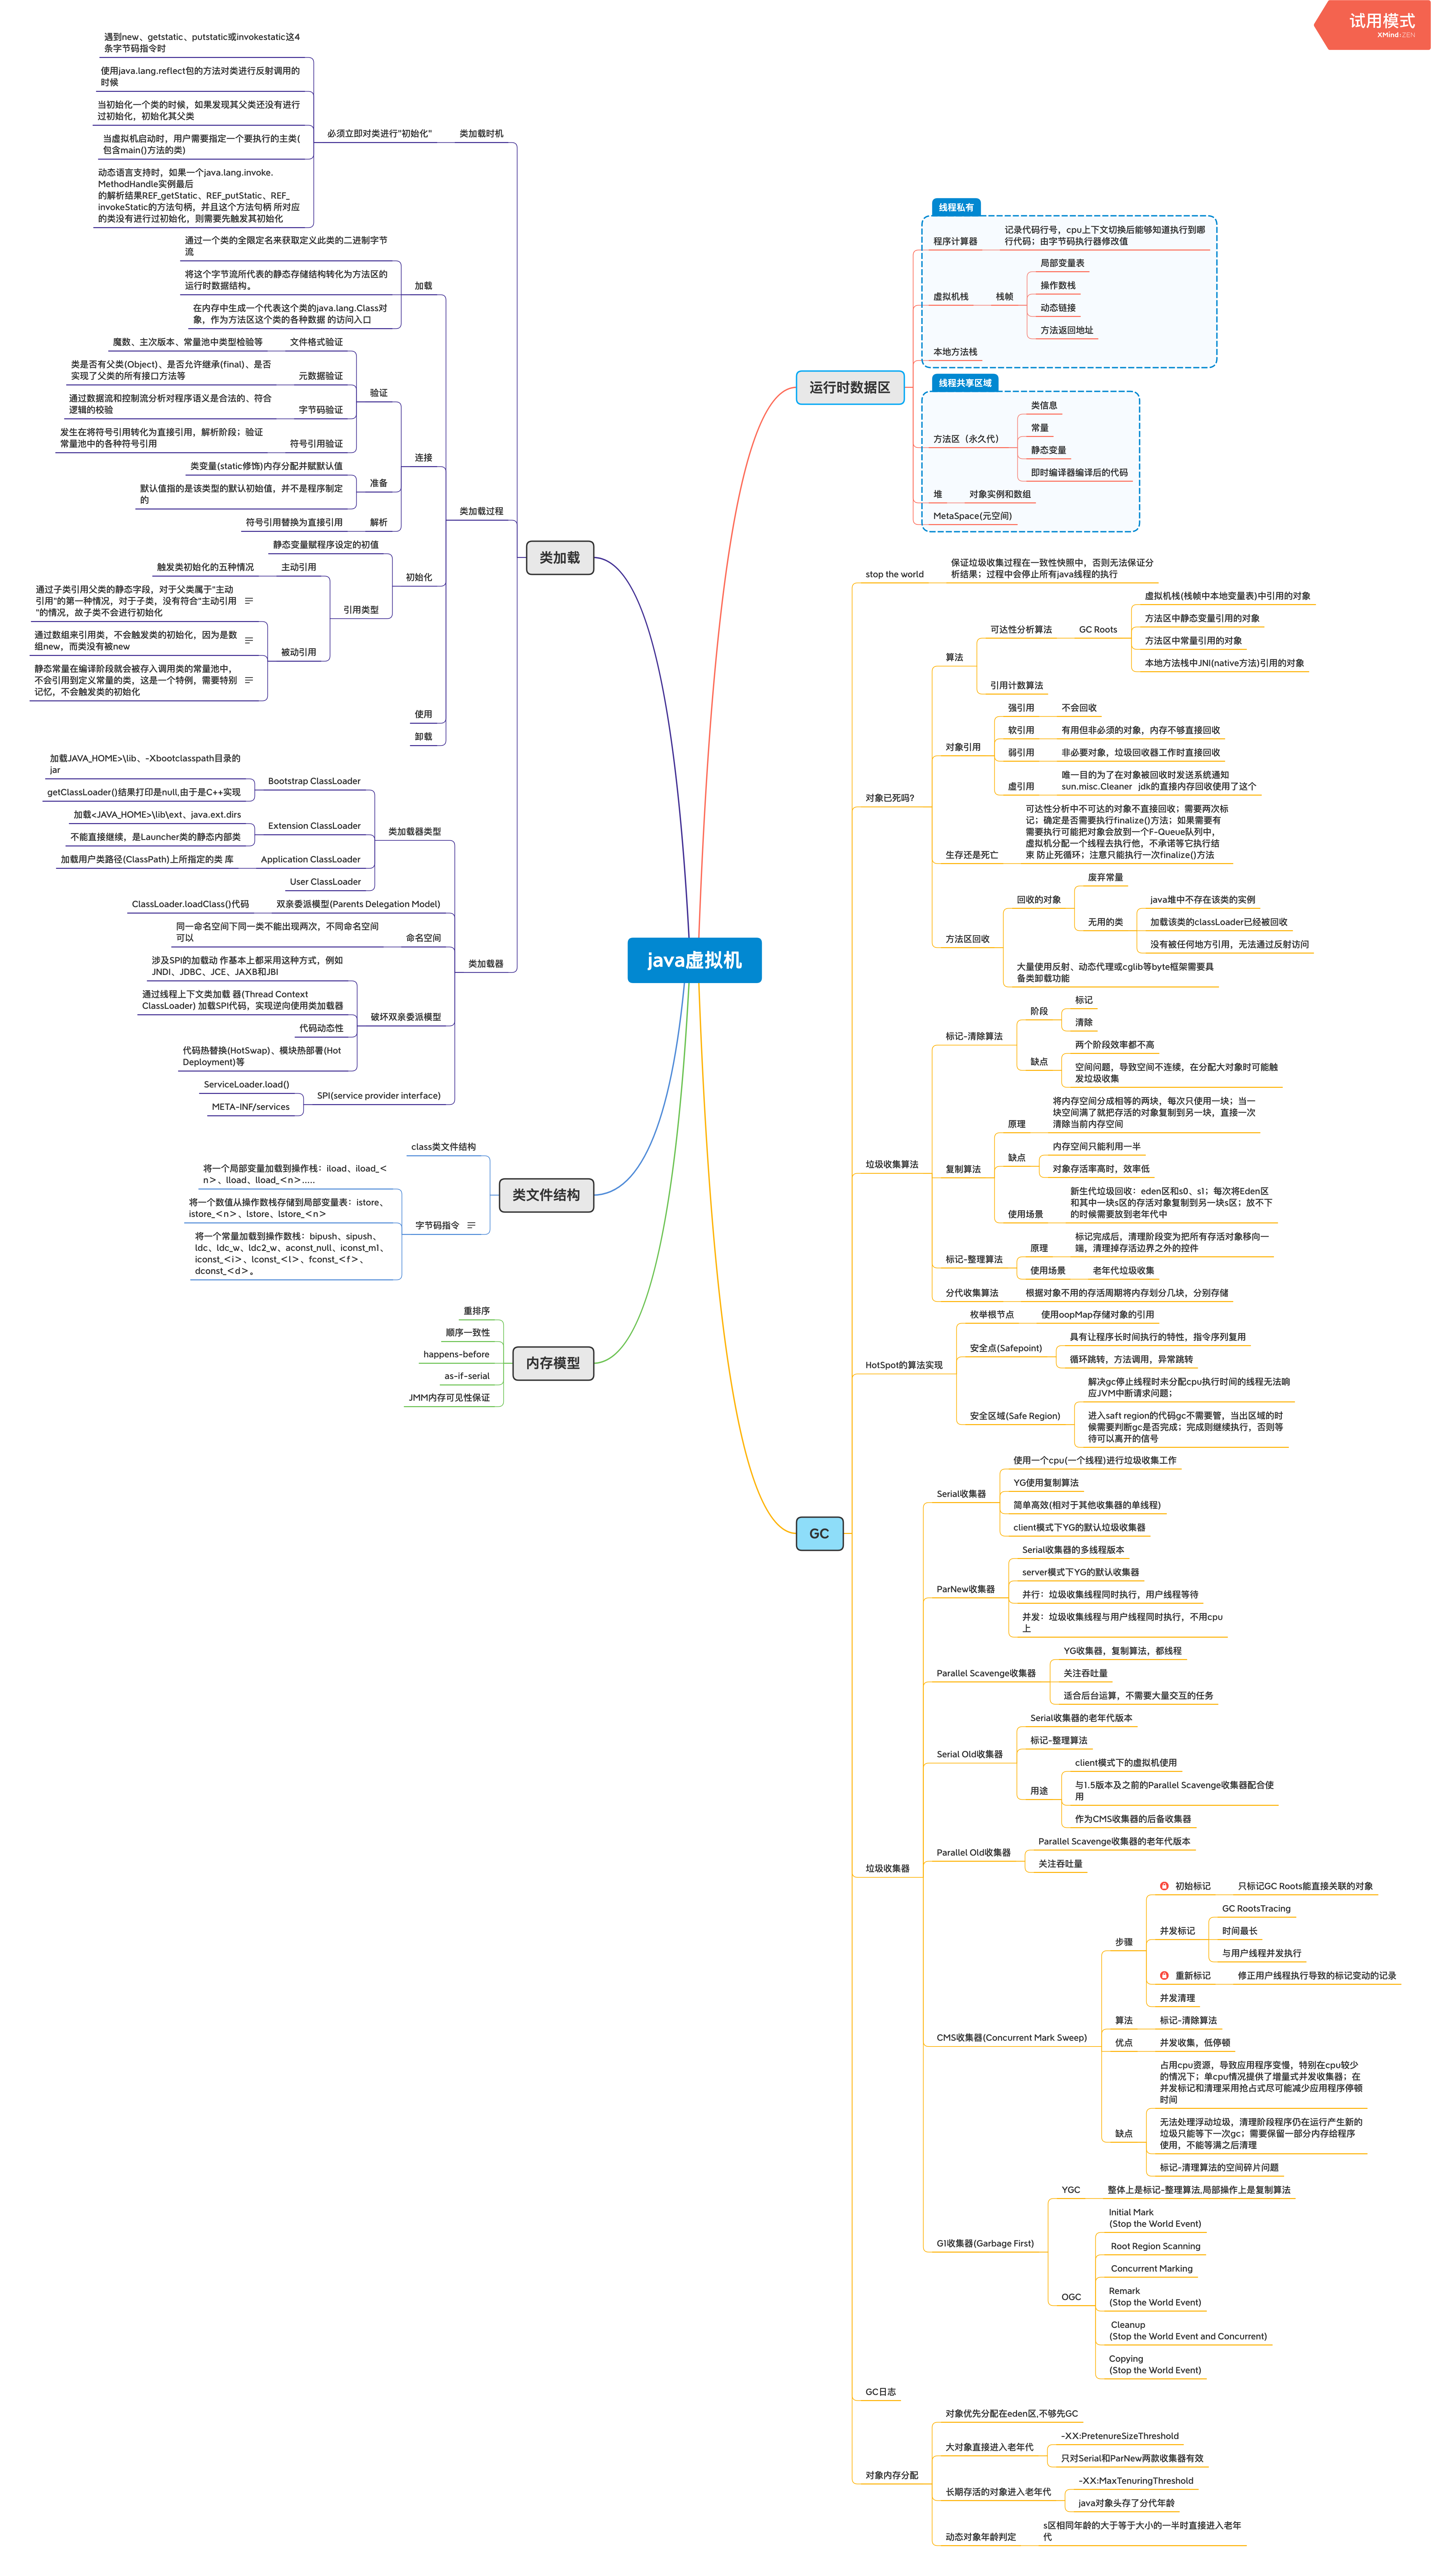 试用模式
XMind:ZEN
java虚拟机
运行时数据区
线程私有
程序计算器
记录代码行号，cpu上下文切换后能够知道执行到哪
行代码；由字节码执行器修改值
虚拟机栈
栈帧
局部变量表
操作数栈
动态链接
方法返回地址
本地方法栈
线程共享区域
方法区（永久代）
类信息
常量
静态变量
即时编译器编译后的代码
堆
对象实例和数组
MetaSpace(元空间)
GC
stop the world
保证垃圾收集过程在一致性快照中，否则无法保证分
析结果；过程中会停止所有java线程的执行
对象已死吗?
算法
可达性分析算法
GC Roots
虚拟机栈(栈帧中本地变量表)中引用的对象
方法区中静态变量引用的对象
方法区中常量引用的对象
本地方法栈中JNI(native方法)引用的对象
引用计数算法
对象引用
强引用
不会回收
软引用
有用但非必须的对象，内存不够直接回收
弱引用
非必要对象，垃圾回收器工作时直接回收
虚引用
唯一目的为了在对象被回收时发送系统通知
sun.misc.Cleaner jdk的直接内存回收使用了这个
生存还是死亡
可达性分析中不可达的对象不直接回收；需要两次标
记；确定是否需要执行finalize()方法；如果需要有
需要执行可能把对象会放到一个F-Queue队列中，
虚拟机分配一个线程去执行他，不承诺等它执行结
束 防止死循环；注意只能执行一次finalize()方法
方法区回收
回收的对象
废弃常量
无用的类
java堆中不存在该类的实例
加载该类的classLoader已经被回收
没有被任何地方引用，无法通过反射访问
大量使用反射、动态代理或cglib等byte框架需要具
备类卸载功能
垃圾收集算法
标记-清除算法
阶段
标记
清除
缺点
两个阶段效率都不高
空间问题，导致空间不连续，在分配大对象时可能触
发垃圾收集
复制算法
原理
将内存空间分成相等的两块，每次只使用一块；当一
块空间满了就把存活的对象复制到另一块，直接一次
清除当前内存空间
缺点
内存空间只能利用一半
对象存活率高时，效率低
使用场景
新生代垃圾回收：eden区和s0、s1；每次将Eden区
和其中一块s区的存活对象复制到另一块s区；放不下
的时候需要放到老年代中
标记-整理算法
原理
标记完成后，清理阶段变为把所有存活对象移向一
端，清理掉存活边界之外的控件
使用场景
老年代垃圾收集
分代收集算法
根据对象不用的存活周期将内存划分几块，分别存储
HotSpot的算法实现
枚举根节点
使用oopMap存储对象的引用
安全点(Safepoint)
具有让程序长时间执行的特性，指令序列复用
循环跳转，方法调用，异常跳转
安全区域(Safe Region)
解决gc停止线程时未分配cpu执行时间的线程无法响
应JVM中断请求问题；
进入saft region的代码gc不需要管，当出区域的时
候需要判断gc是否完成；完成则继续执行，否则等
待可以离开的信号
垃圾收集器
Serial收集器
使用一个cpu(一个线程)进行垃圾收集工作
YG使用复制算法
简单高效(相对于其他收集器的单线程)
client模式下YG的默认垃圾收集器
ParNew收集器
Serial收集器的多线程版本
server模式下YG的默认收集器
并行：垃圾收集线程同时执行，用户线程等待
并发：垃圾收集线程与用户线程同时执行，不用cpu
上
Parallel Scavenge收集器
YG收集器，复制算法，都线程
关注吞吐量
适合后台运算，不需要大量交互的任务
Serial Old收集器
Serial收集器的老年代版本
标记-整理算法
用途
client模式下的虚拟机使用
与1.5版本及之前的Parallel Scavenge收集器配合使
用
作为CMS收集器的后备收集器
Parallel Old收集器
Parallel Scavenge收集器的老年代版本
关注吞吐量
CMS收集器(Concurrent Mark Sweep)
步骤
初始标记
只标记GC Roots能直接关联的对象
并发标记
GC RootsTracing
时间最长
与用户线程并发执行
重新标记
修正用户线程执行导致的标记变动的记录
并发清理
算法
标记-清除算法
优点
并发收集，低停顿
缺点
占用cpu资源，导致应用程序变慢，特别在cpu较少
的情况下；单cpu情况提供了增量式并发收集器；在
并发标记和清理采用抢占式尽可能减少应用程序停顿
时间
无法处理浮动垃圾，清理阶段程序仍在运行产生新的
垃圾只能等下一次gc；需要保留一部分内存给程序
使用，不能等满之后清理
标记-清理算法的空间碎片问题
G1收集器(Garbage First)
YGC
整体上是标记-整理算法,局部操作上是复制算法
OGC
Initial Mark
(Stop the World Event)
Root Region Scanning
Concurrent Marking
Remark
(Stop the World Event)
Cleanup
(Stop the World Event and Concurrent)
Copying
(Stop the World Event)
GC日志
对象内存分配
对象优先分配在eden区,不够先GC
大对象直接进入老年代
-XX:PretenureSizeThreshold
只对Serial和ParNew两款收集器有效
长期存活的对象进入老年代
-XX:MaxTenuringThreshold
java对象头存了分代年龄
动态对象年龄判定
s区相同年龄的大于等于大小的一半时直接进入老年
代
类加载
类加载时机
必须立即对类进行"初始化"
遇到new、getstatic、putstatic或invokestatic这4
条字节码指令时
使用java.lang.reflect包的方法对类进行反射调用的
时候
当初始化一个类的时候，如果发现其父类还没有进行
过初始化，初始化其父类
当虚拟机启动时，用户需要指定一个要执行的主类(
包含main()方法的类)
动态语言支持时，如果一个java.lang.invoke.
MethodHandle实例最后
的解析结果REF_getStatic、REF_putStatic、REF_
invokeStatic的方法句柄，并且这个方法句柄 所对应
的类没有进行过初始化，则需要先触发其初始化
类加载过程
加载
通过一个类的全限定名来获取定义此类的二进制字节
流
将这个字节流所代表的静态存储结构转化为方法区的
运行时数据结构。
在内存中生成一个代表这个类的java.lang.Class对
象，作为方法区这个类的各种数据 的访问入口
连接
验证
文件格式验证
魔数、主次版本、常量池中类型检验等
元数据验证
类是否有父类(Object)、是否允许继承(final)、是否
实现了父类的所有接口方法等
字节码验证
通过数据流和控制流分析对程序语义是合法的、符合
逻辑的校验
符号引用验证
发生在将符号引用转为直接引用，解析阶段；验证
常量池中的各种符号引用
准备
类变量(static修饰)内存分配并赋默认值
默认值指的是该类型的默认初始值，并不是程序制定
的
解析
符号引用替换为直接引用
初始化
静态变量赋程序设定的初值
引用类型
主动引用
触发类初始化的五种情况
被动引用
通过子类引用父类的静态字段，对于父类属于"主动
引用"的第一种情况，对于子类，没有符合"主动引用
"的情况，故子类不会进行初始化
通过数组来引用类，不会触发类的初始化，因为是数
组new，而类没有被new
静态常量在编译阶段就会被存入调用类的常量池中，
不会引用到定义常量的类，这是一个特例，需要特别
记忆，不会触发类的初始化
使用
卸载
类加载器
类加载器类型
Bootstrap ClassLoader
加载JAVA_HOME>\lib、-Xbootclasspath目录的
jar
getClassLoader()结果打印是null,由于是C++实现
Extension ClassLoader
加载<JAVA_HOME>\lib\ext、java.ext.dirs
不能直接继续，是Launcher类的静态内部类
Application ClassLoader
加载用户类路径(ClassPath)上所指定的类 库
User ClassLoader
双亲委派模型(Parents Delegation Model)
ClassLoader.loadClass()代码
命名空间
同一命名空间下同一类不能出现两次，不同命名空间
可以
破坏双亲委派模型
涉及SPI的加载动 作基本上都采用这种方式，例如
JNDI、JDBC、JCE、JAXB和JBI
通过线程上下文类加载 器(Thread Context
ClassLoader) 加载SPI代码，实现逆向使用类加载器
代码动态性
代码热替换(HotSwap)、模块热部署(Hot
Deployment)等
SPI(service provider interface)
ServiceLoader.load()
META-INF/services
类文件结构
class类文件结构
字节码指令
将一个局部变量加载到操作栈：iload、iload_＜
n＞、lload、lload_＜n＞.....
将一个数值从操作数栈存储到局部变量表：istore、
istore_＜n＞、lstore、lstore_＜n＞
将一个常量加载到操作数栈：bipush、sipush、
ldc、ldc_w、ldc2_w、aconst_null、iconst_m1、
iconst_＜i＞、lconst_＜l＞、fconst_＜f＞、
dconst_＜d＞。
内存模型
重排序
顺序一致性
happens-before
as-if-serial
JMM内存可见性保证